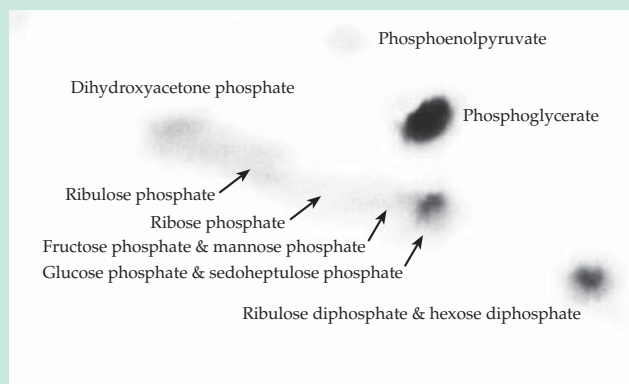 Phosphoenolpyruvate
Dihydroxyacetone phosphate
Phosphoglycerate
Ribulose phosphate
Ribose phosphate
Fructose phosphate & mannose phosphate
Glucose phosphate & sedoheptulose phosphate
Ribulose diphosphate & hexose diphosphate